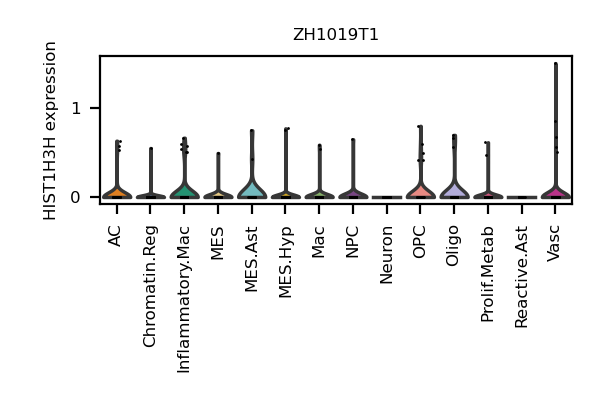 ZH1019T1
HIST1H3H expression
1
0
AC
Chromatin.Reg
Inflammatory.Mac
MES
MES.Ast
MES.Hyp
Mac
NPC
Neuron
OPC
Oligo
Prolif.Metab
Reactive.Ast
Vasc